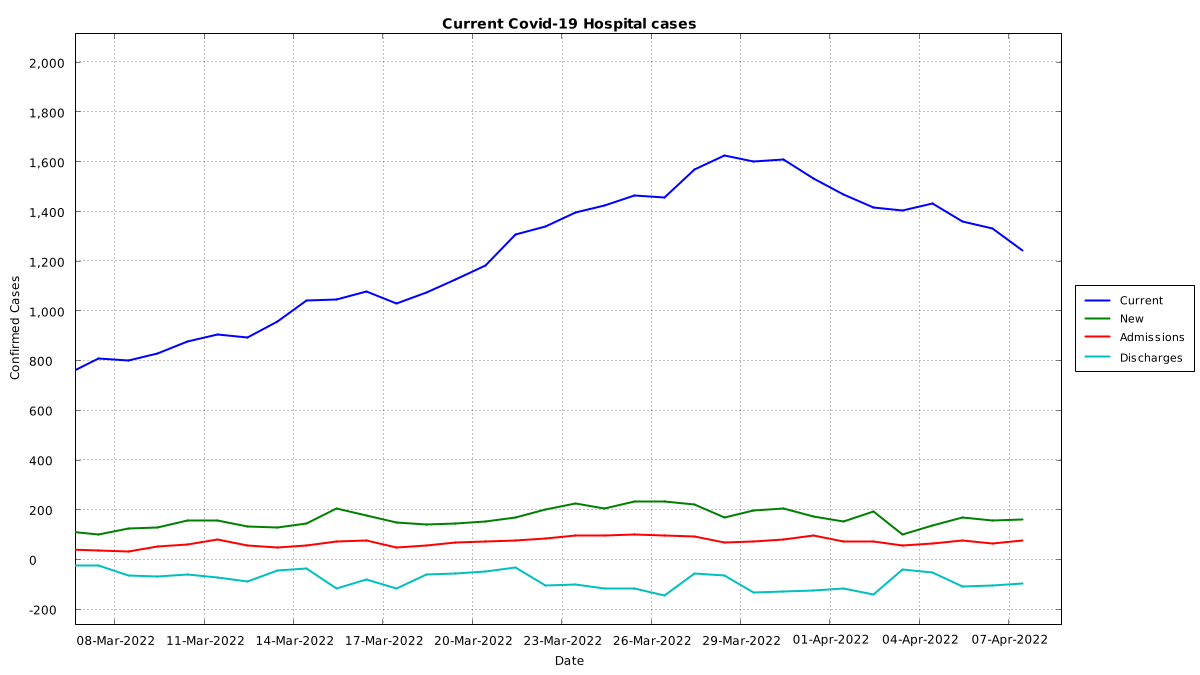 Current Covid-19 Hospital cases
2,000
1,800
1,600
1,400
1,200
1,000
800
600
400
200
0
-200
Confirmed Cases
08-Mar-2022 11-Mar-2022 14-Mar-2022 17-Mar-2022 20-Mar-2022 23-Mar-2022 26-Mar-2022 29-Mar-2022 01-Apr-2022 04-Apr-2022 07-Apr-2022
Date
Current
New
Admissions
Discharges